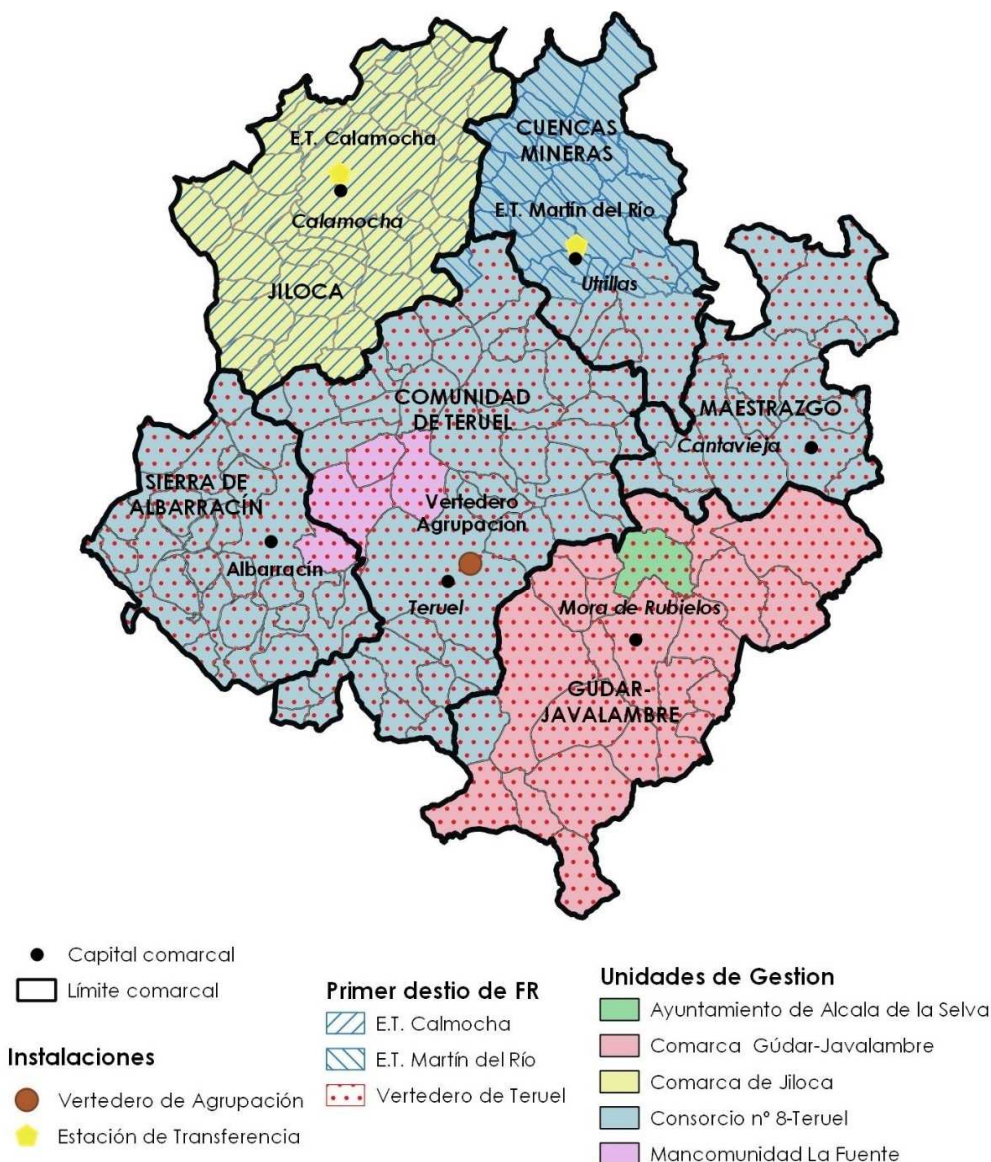 E.T. Calamocha
Calamocha
JILOCA
CUENCAS
MINERAS
E.T. Martín del Río
Utrillas
COMUNIDAD
DE TERUEL
MAESTRAZGO
Cantavieja
SIERRA DE
ALBARRACÍN
Albarracín
Vertedero
Agrupación
Teruel
Mora de Rubielos
GÚDAR-
JAVALAMBRE
Capital comarcal
Límite comarcal
Instalaciones
Vertedero de Agrupación
Estación de Transferencia
Primer destio de FR
E.T. Calmocha
E.T. Martín del Río
Vertedero de Teruel
Unidades de Gestion
Ayuntamiento de Alcala de la Selva
Comarca Gúdar-Javalambre
Comarca de Jiloca
Consorcio nº 8-Teruel
Mancomunidad La Fuente